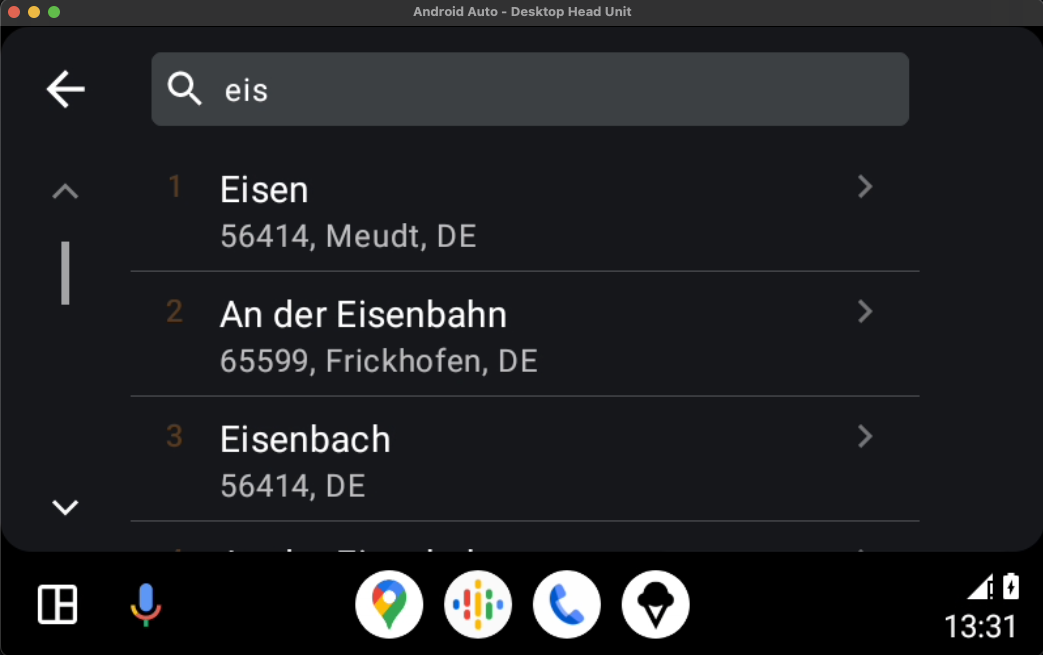 Android Auto - Desktop Head Unit
eis
1 Eisen
56414, Meudt, DE
2 An der Eisenbahn
65599, Frickhofen, DE
3 Eisenbach
56414, DE
13:31